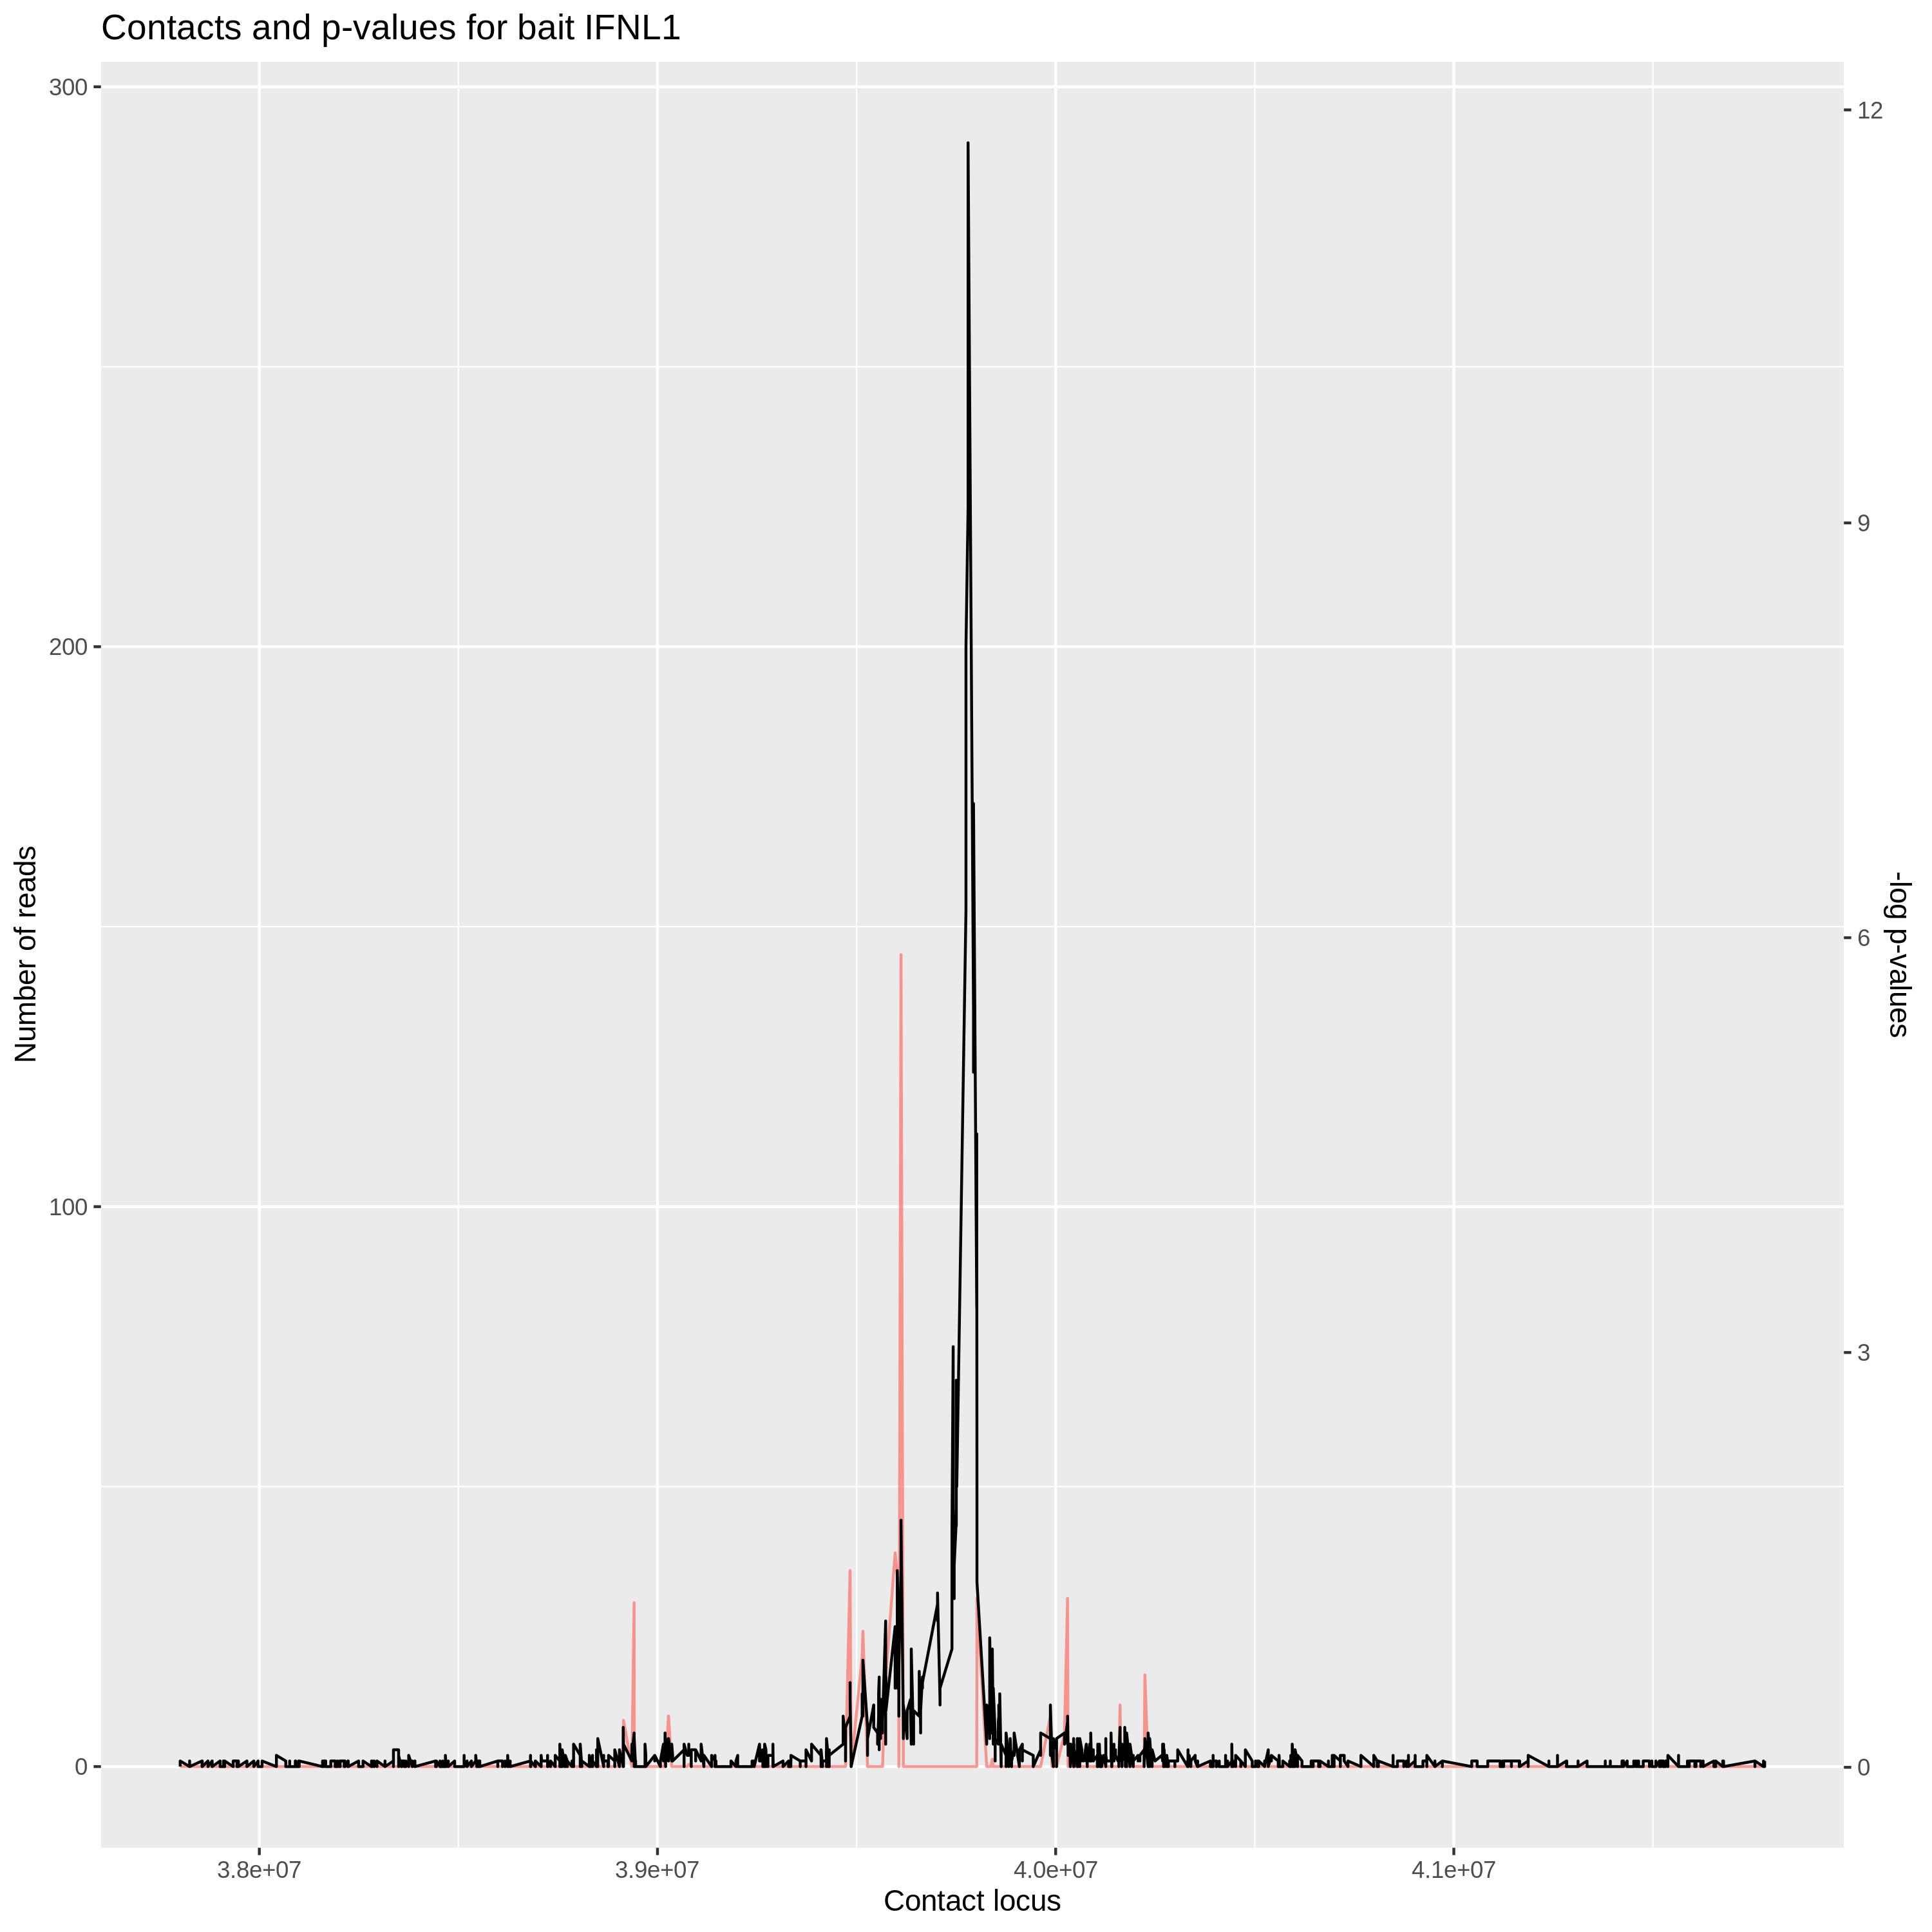 Contacts and p-values for bait IFNL1
300
200
100
0
Number of reads
12
9
6
3
0
-log p-values
3.8e+07
3.9e+07
4.0e+07
4.1e+07
Contact locus